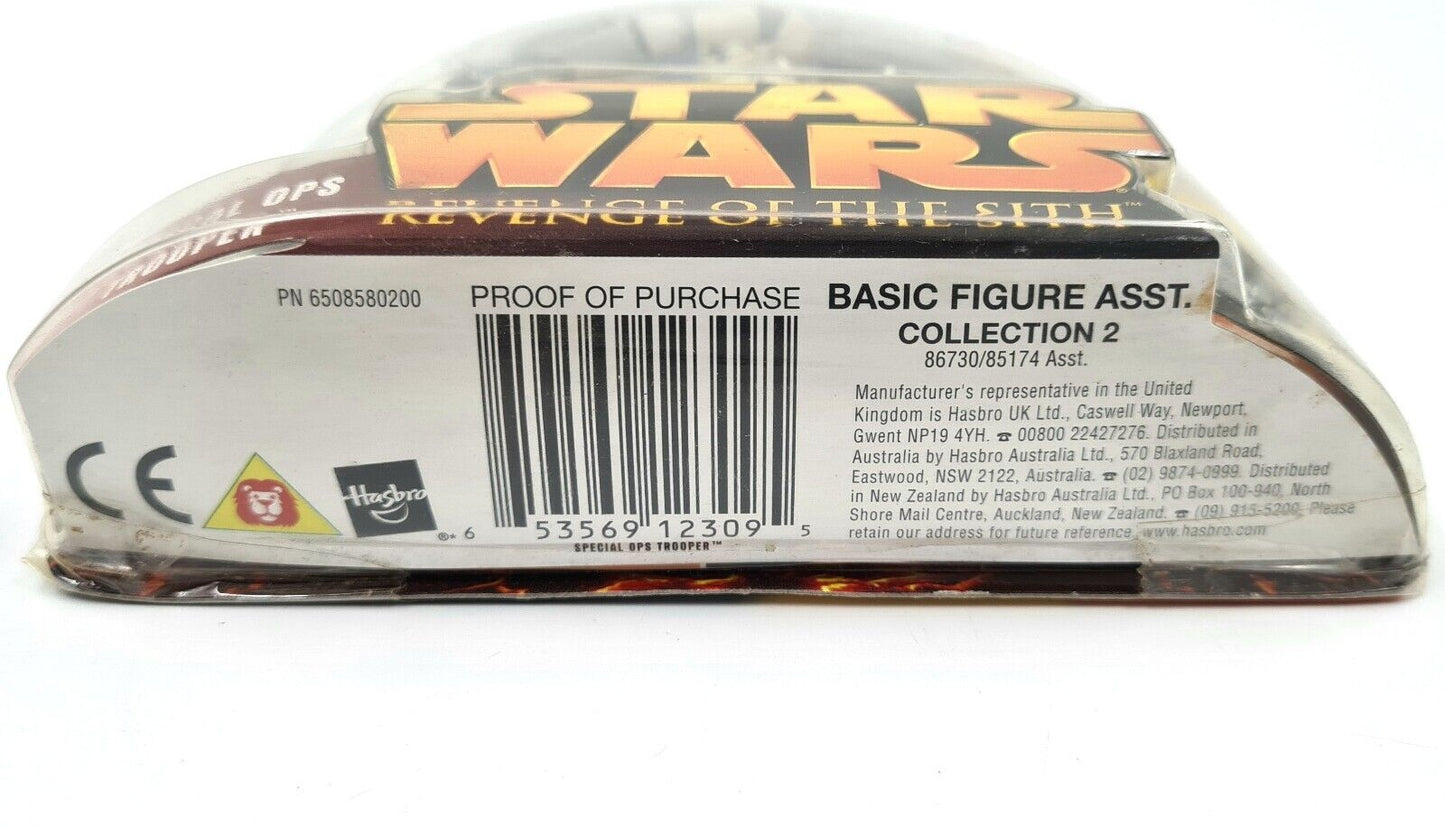 STAR
WARS®
REVENGE OF THE SITH™
OPS
TROOPER
PN 6508580200
PROOF OF PURCHASE
6 53569 12309 5
SPECIAL OPS TROOPER™
BASIC FIGURE ASST.
COLLECTION 2
86730/85174 Asst.
Manufacturer's representative in the United
Kingdom is Hasbro UK Ltd., Caswell Way, Newport,
Gwent NP19 4YH. ☎ 00800 22427276. Distributed in
Australia by Hasbro Australia Ltd., 570 Blaxland Road,
Eastwood, NSW 2122, Australia. ☎ (02) 9874-0999. Distributed
in New Zealand by Hasbro Australia Ltd., PO Box 100-940, North
Shore Mail Centre, Auckland, New Zealand. ☎ (09) 915-5200. Please
retain our address for future reference. www.hasbro.com
CE
Hasbro
®*